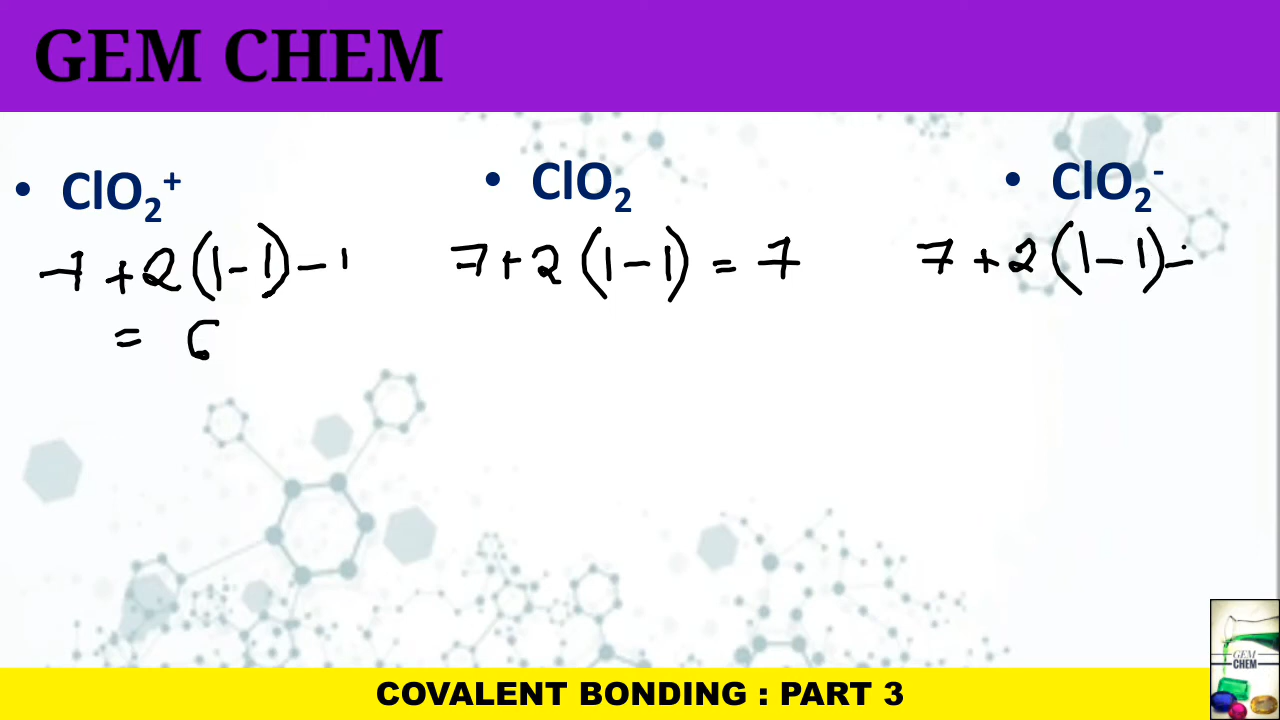 GEM CHEM
• ClO₂⁺
• ClO₂
• ClO₂⁻
7 + 2 (1 - 1) - 1
= 6
7 + 2 (1 - 1) = 7
7 + 2 (1 - 1)
COVALENT BONDING : PART 3
GEM
CHEM